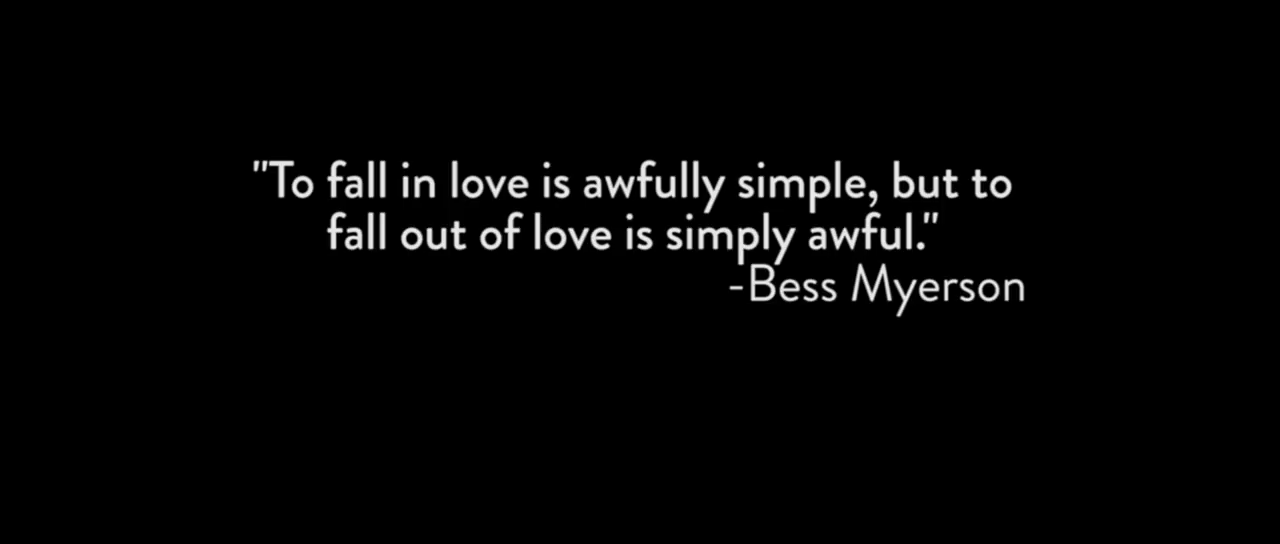 "To fall in love is awfully simple, but to
fall out of love is simply awful."
-Bess Myerson